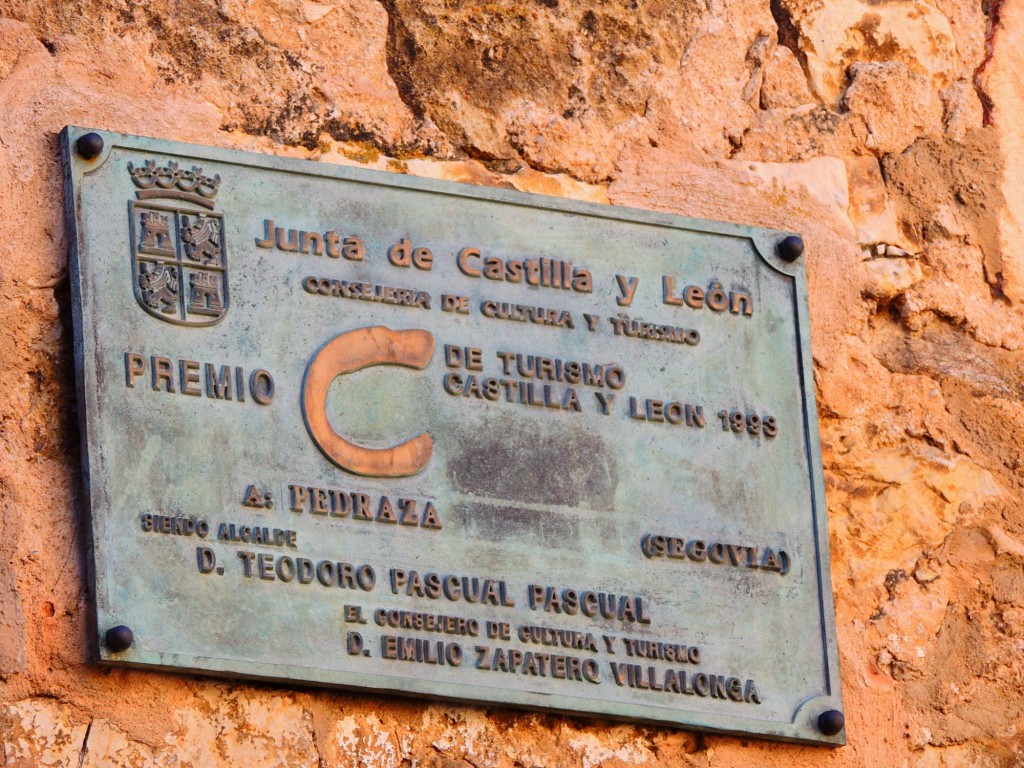 Junta de Castilla y León
CONSEJERIA DE CULTURA Y TURISMO
PREMIO C DE TURISMO
CASTILLA Y LEON 1993
A: PEDRAZA
(SEGOVIA)
SIENDO ALCALDE
D. TEODORO PASCUAL PASCUAL
EL CONSEJERO DE CULTURA Y TURISMO
D. EMILIO ZAPATERO VILLALONGA